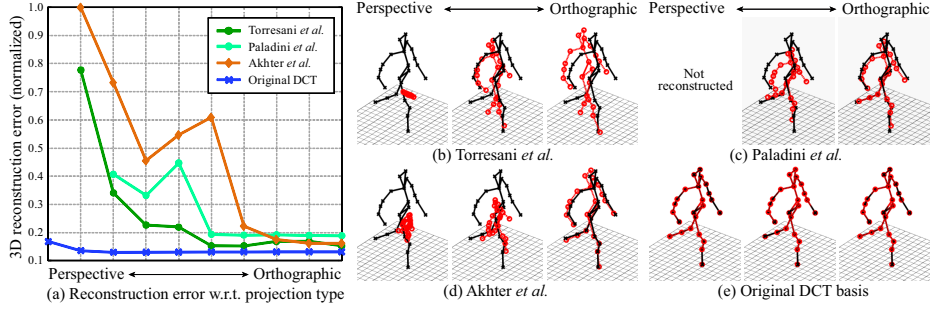 3D reconstruction error (normalized)
1.0
0.9
0.8
0.7
0.6
0.5
0.4
0.3
0.2
0.1
Torresani et al.
Paladini et al.
Akhter et al.
Original DCT
Perspective Orthographic
(a) Reconstruction error w.r.t. projection type
Perspective Orthographic
(b) Torresani et al.
Perspective Orthographic
Not
reconstructed
(c) Paladini et al.
(d) Akhter et al.
(e) Original DCT basis